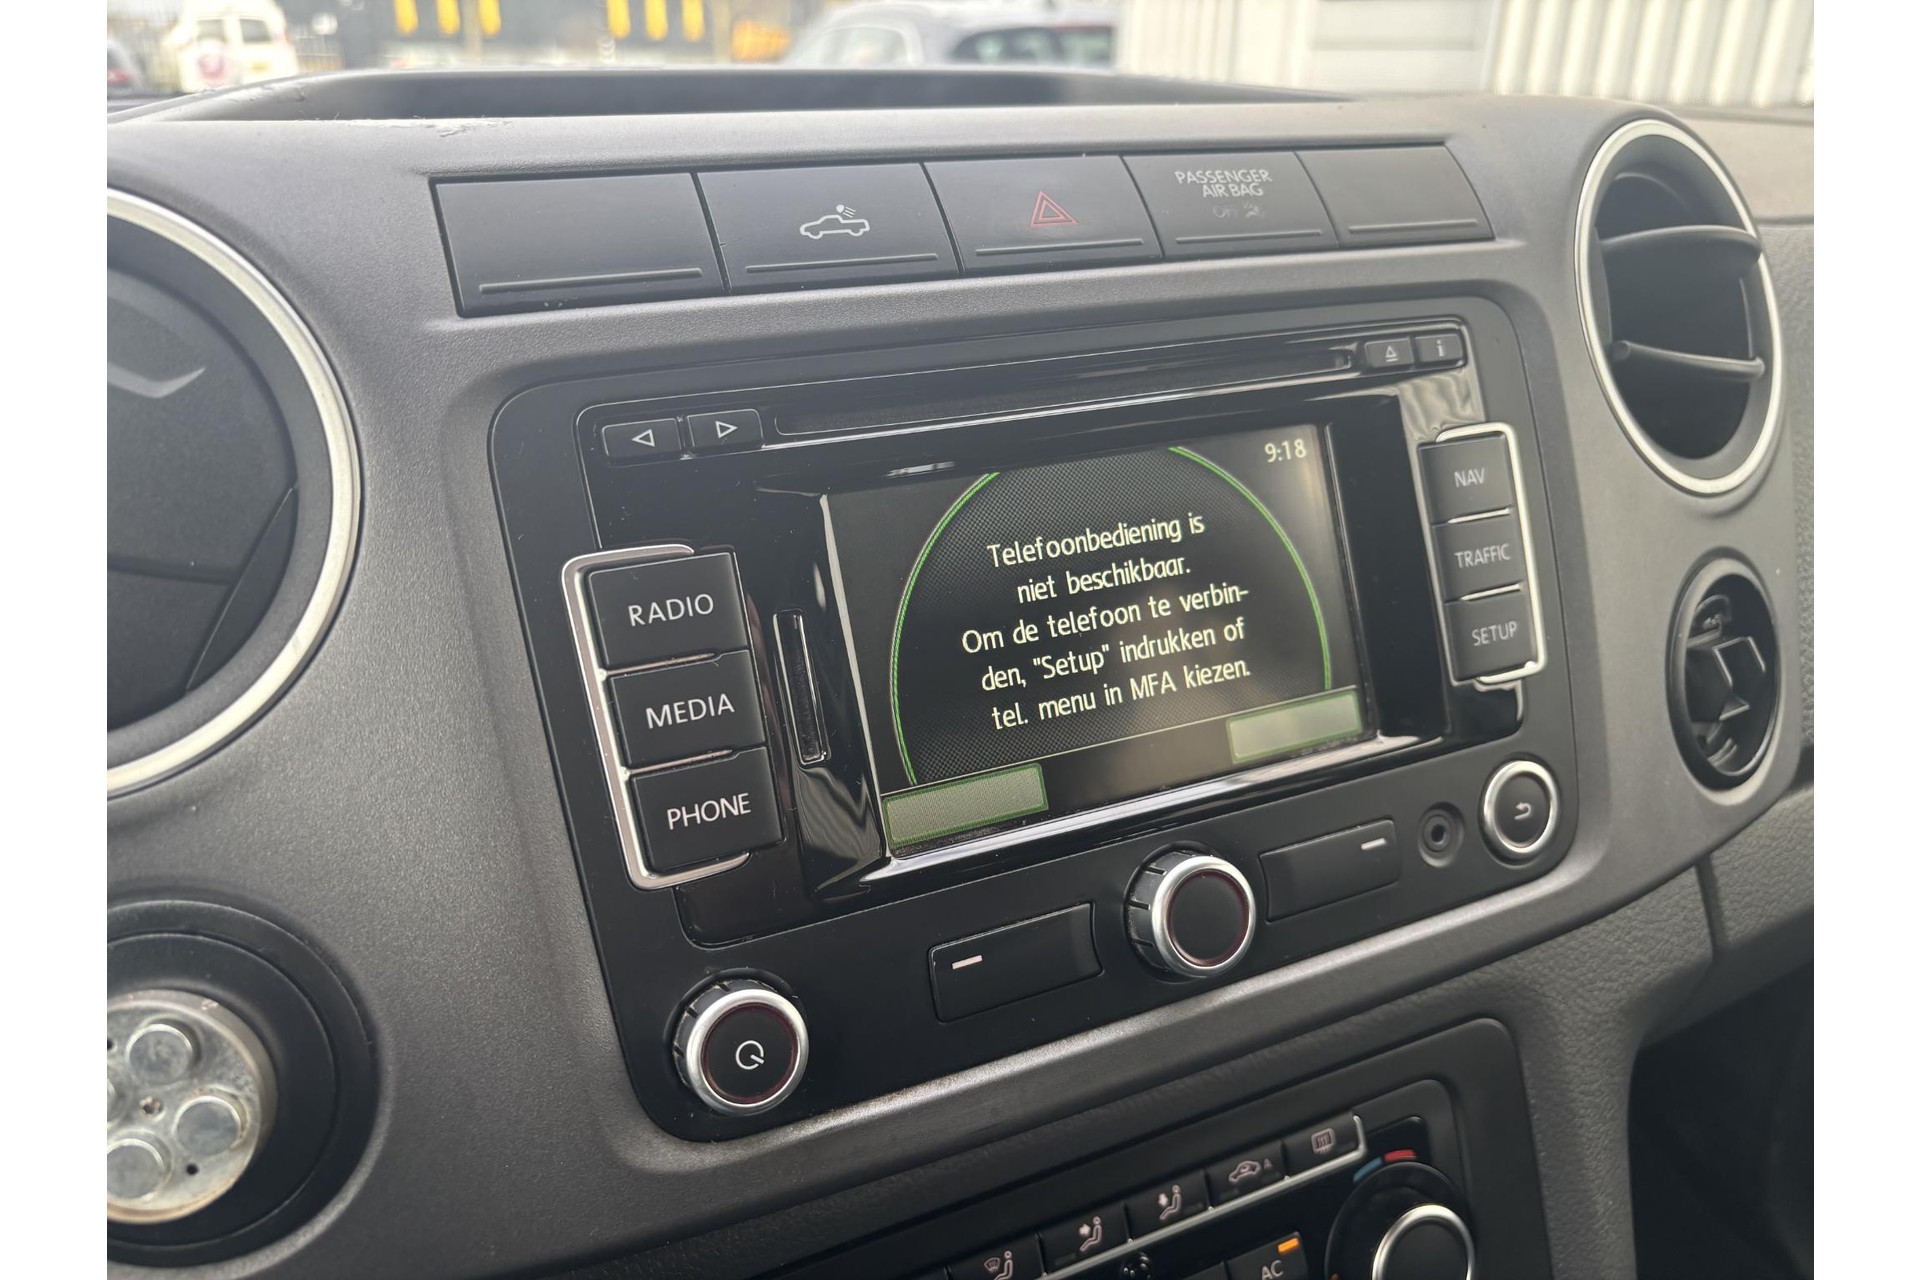 PASSENGER
AIR BAG
9:18
NAV
TRAFFIC
SETUP
RADIO
MEDIA
PHONE
Telefoonbediening is
niet beschikbaar.
Om de telefoon te verbin-
den, "Setup" indrukken of
tel. menu in MFA kiezen.
AC